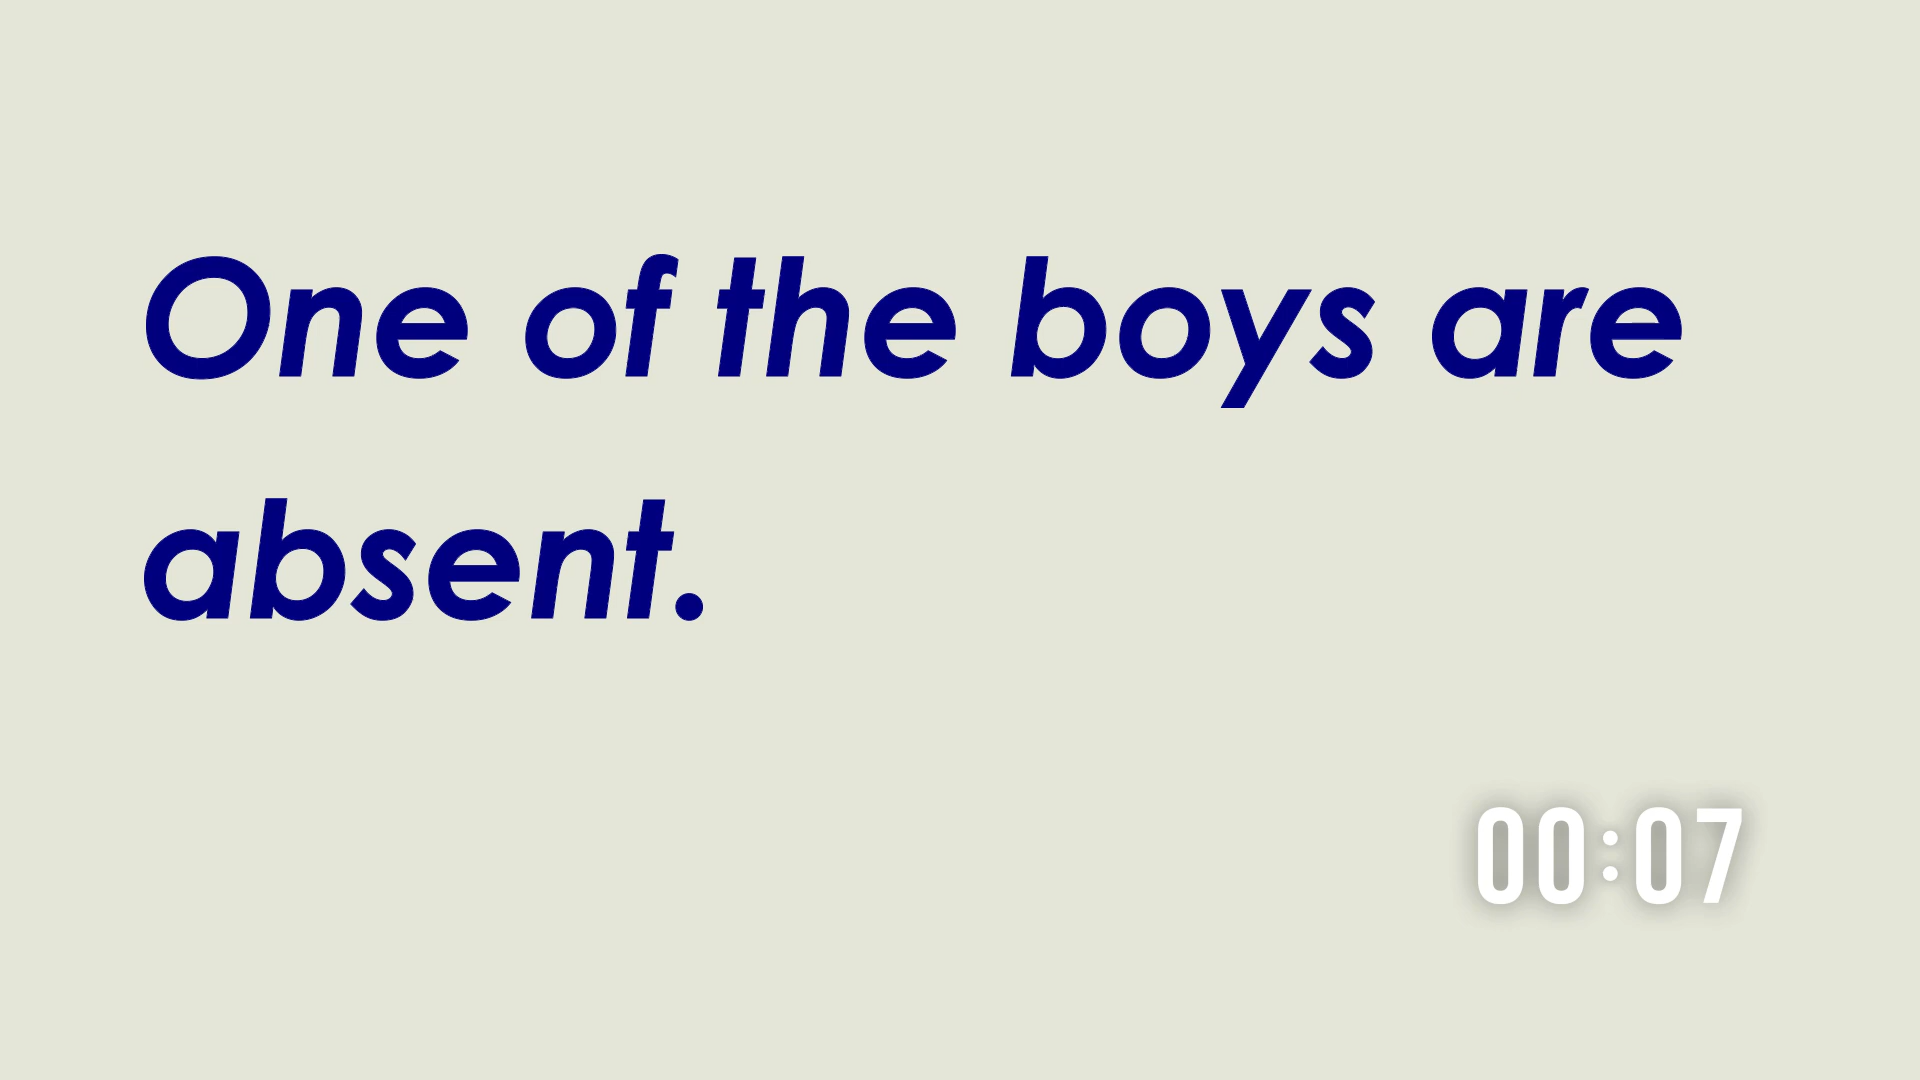 One of the boys are
absent.
00:07